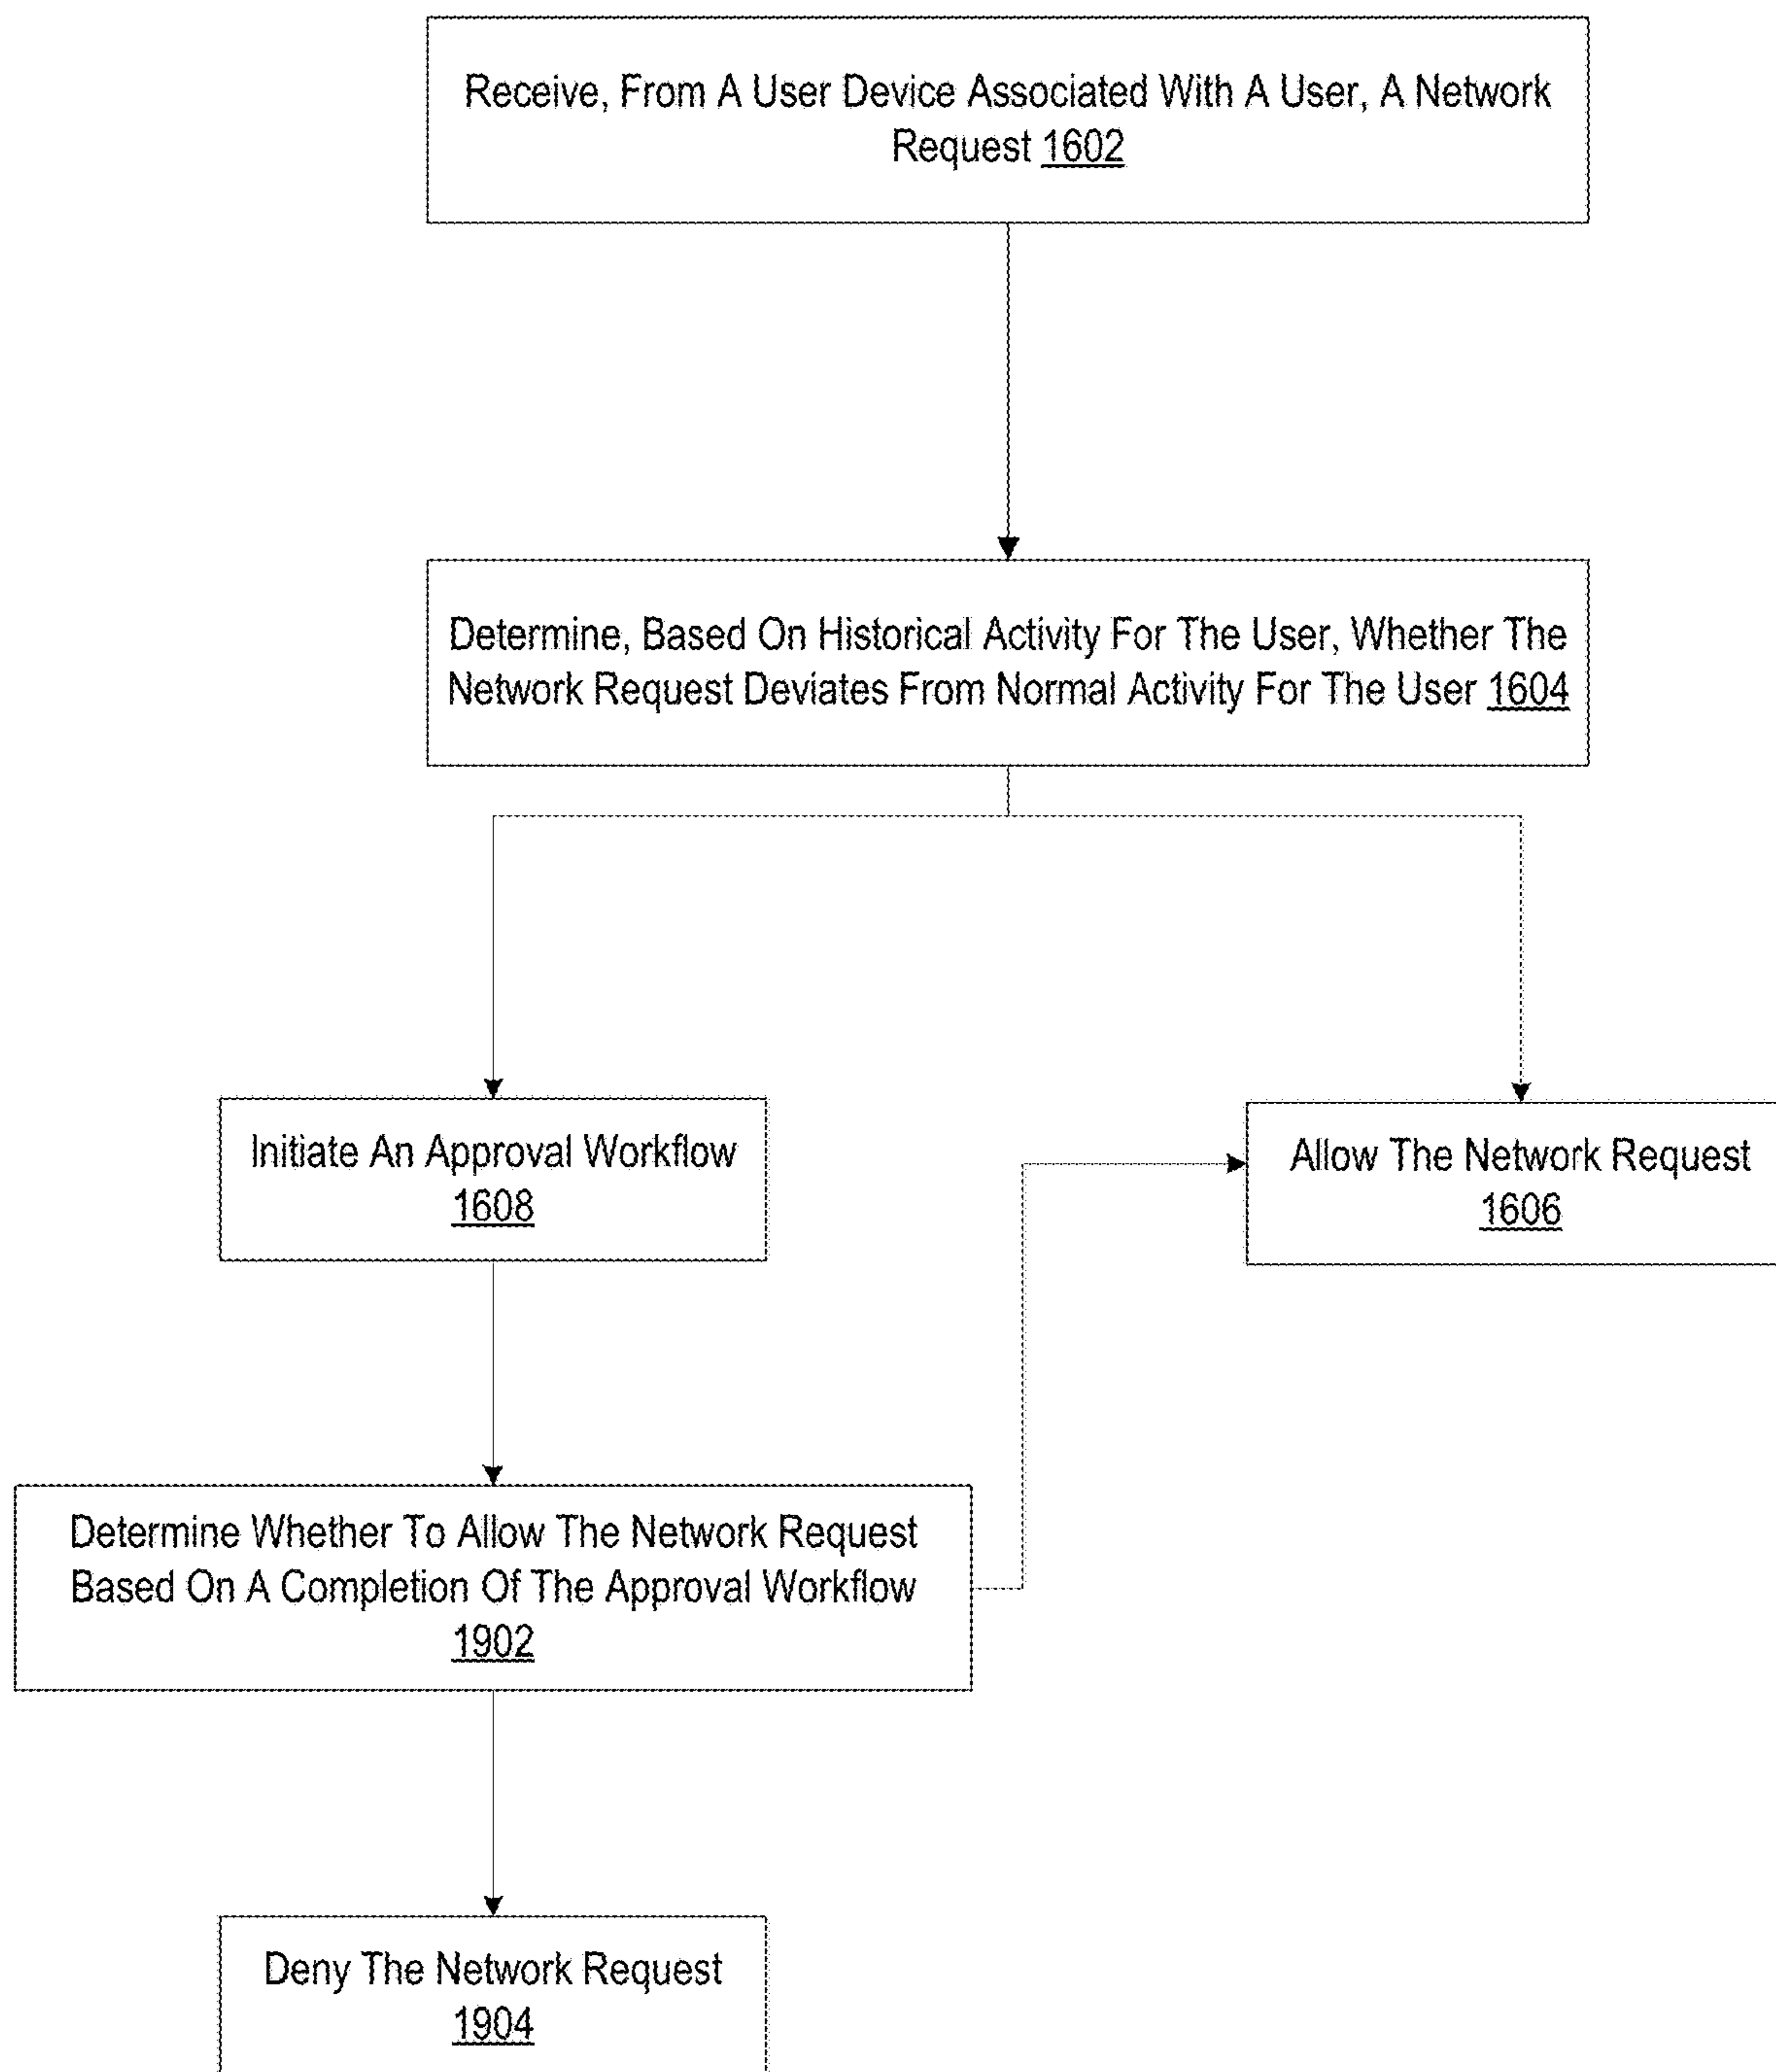 Receive, From A User Device Associated With A User, A Network
Request 1602
Determine, Based On Historical Activity For The User, Whether The
Network Request Deviates From Normal Activity For The User 1604
Initiate An Approval Workflow
1608
Allow The Network Request
1606
Determine Whether To Allow The Network Request
Based On A Completion Of The Approval Workflow
1902
Deny The Network Request
1904